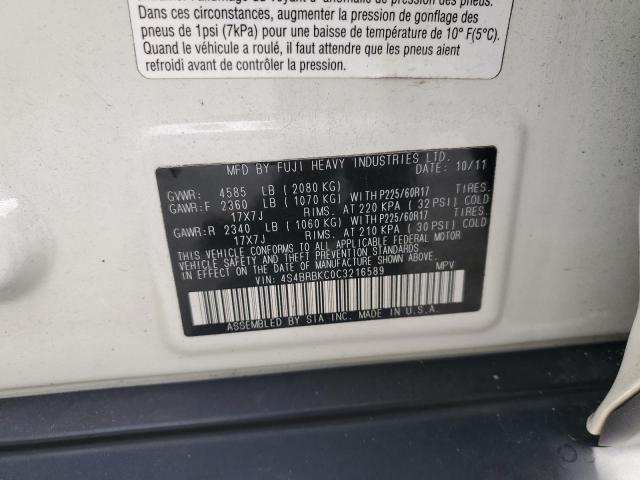 Dans ces circonstances, augmenter la pression de gonflage
des pneus de 1psi (7kPa) pour une baisse de température de 10° F(5°C).
Quand le véhicule a roulé, il faut attendre que les pneus aient
refroidi avant de contrôler la pression.
MFD BY FUJI HEAVY INDUSTRIES LTD.
DATE: 10/11
GVWR: 4585 LB (2080 KG)
GAWR:F 2360 LB (1070 KG) WITH P225/60R17 TIRES.
17X7J RIMS. AT 220 KPA (32 PSI) COLD
GAWR:R 2340 LB (1060 KG) WITH P225/60R17 TIRES.
17X7J RIMS. AT 210 KPA (30 PSI) COLD
THIS VEHICLE CONFORMS TO ALL APPLICABLE FEDERAL MOTOR
VEHICLE SAFETY AND THEFT PREVENTION STANDARDS
IN EFFECT ON THE DATE OF MANUFACTURE SHOWN ABOVE.
VIN: 4S4BRBKC0C3216589 MPV
ASSEMBLED BY SIA INC. MADE IN U.S.A.